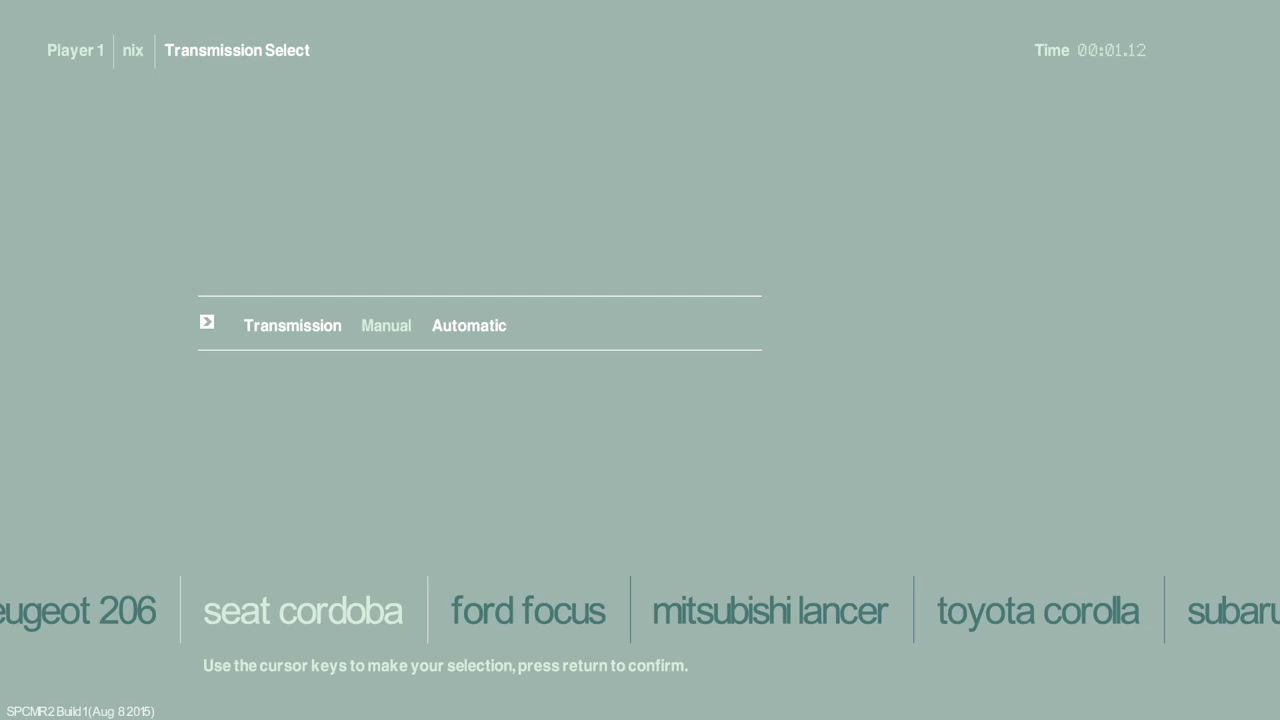 Player 1 nix Transmission Select Time 00:01.12
Transmission Manual Automatic
eugeot 206 seat cordoba ford focus mitsubishi lancer toyota corolla subaru
Use the cursor keys to make your selection, press return to confirm.
SPCMR2 Build 1 (Aug 8 2015)